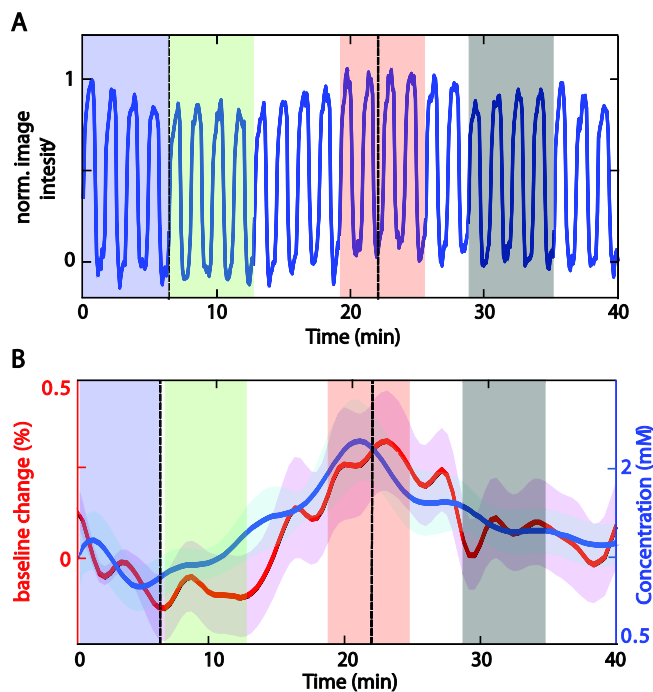 A
norm. image
intesity
1
0
0
10
20
30
40
Time (min)
B
baseline change (%)
0.5
0
Concentration (mM)
2
0.5
0
10
20
30
40
Time (min)